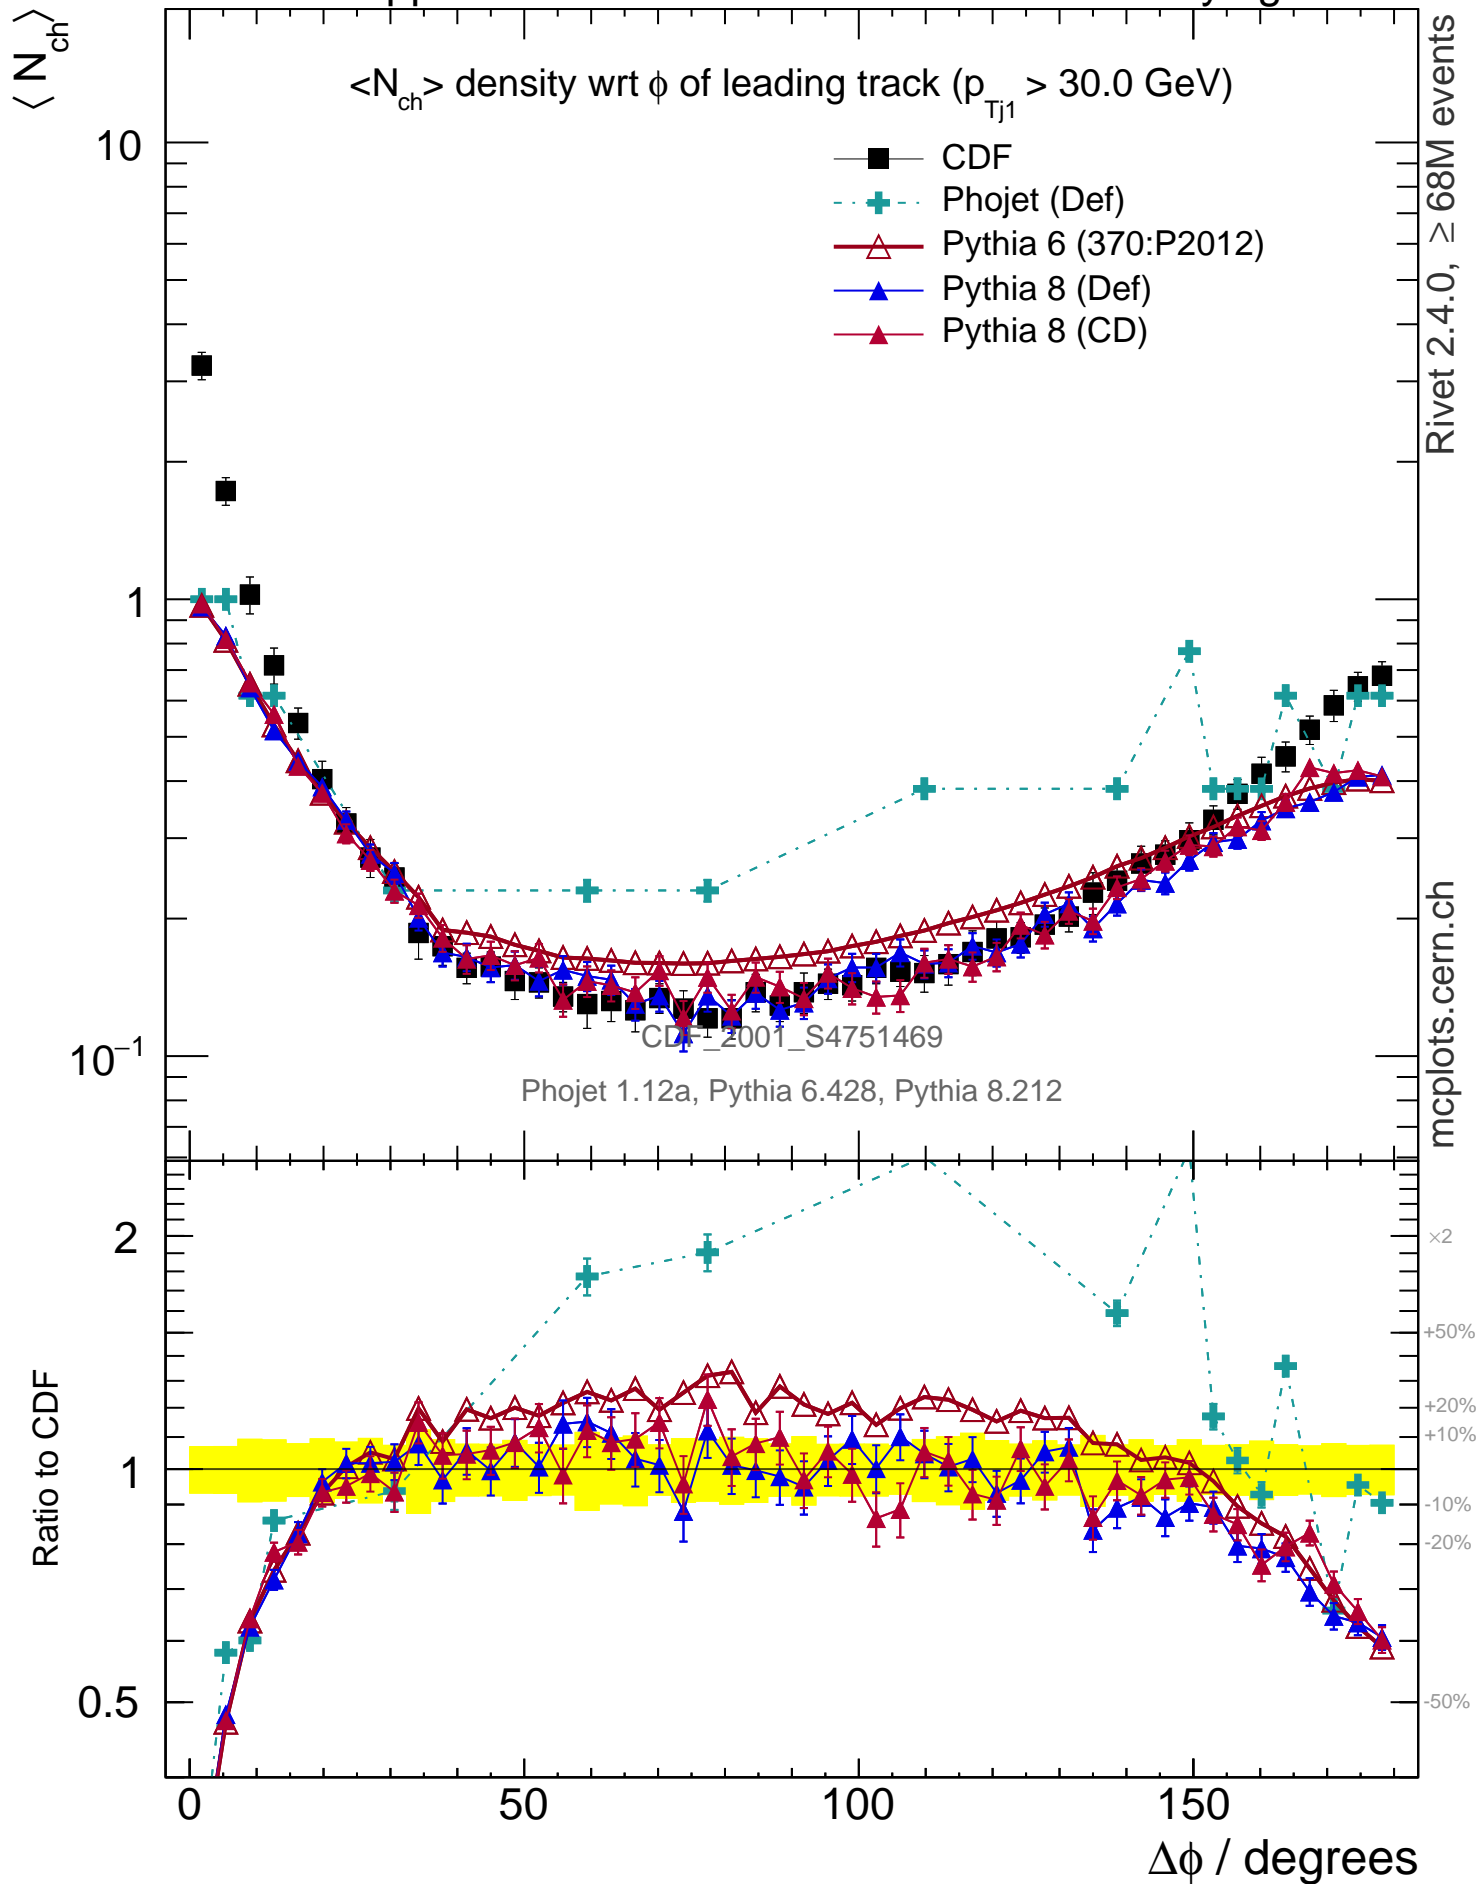 ⟨ N_ch ⟩
<N_ch> density wrt ϕ of leading track (p_Tj1 > 30.0 GeV)
CDF
Phojet (Def)
Pythia 6 (370:P2012)
Pythia 8 (Def)
Pythia 8 (CD)
10
1
10⁻¹
CDF_2001_S4751469
Phojet 1.12a, Pythia 6.428, Pythia 8.212
Rivet 2.4.0, ≥ 68M events
mcplots.cern.ch
Ratio to CDF
2
1
0.5
×2
+50%
+20%
+10%
-10%
-20%
-50%
0 50 100 150
Δϕ / degrees